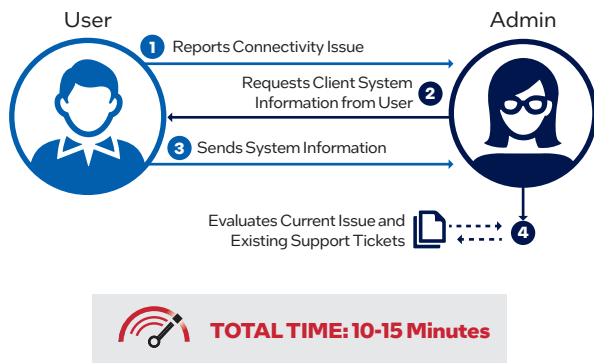 User
Admin
1 Reports Connectivity Issue
Requests Client System
Information from User 2
3 Sends System Information
Evaluates Current Issue and
Existing Support Tickets 4
TOTAL TIME: 10-15 Minutes